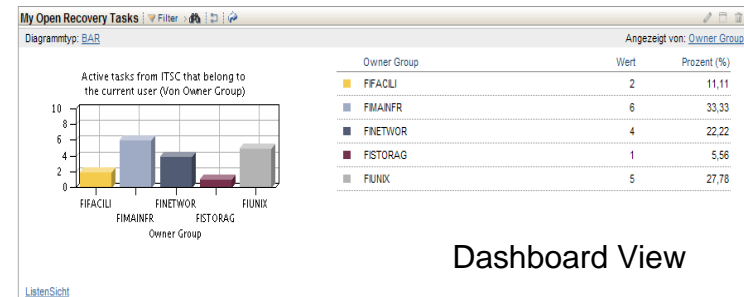 My Open Recovery Tasks Filter
Diagrammtyp: BAR
Angezeigt von: Owner Group
Active tasks from ITSC that belong to
the current user (Von Owner Group)
10
8
6
4
2
0
FIFACILI
FIMAINFR
FINETWOR
FISTORAG
FIUNIX
Owner Group
Owner Group Wert Prozent (%)
FIFACILI 2 11,11
FIMAINFR 6 33,33
FINETWOR 4 22,22
FISTORAG 1 5,56
FIUNIX 5 27,78
Dashboard View
ListenSicht